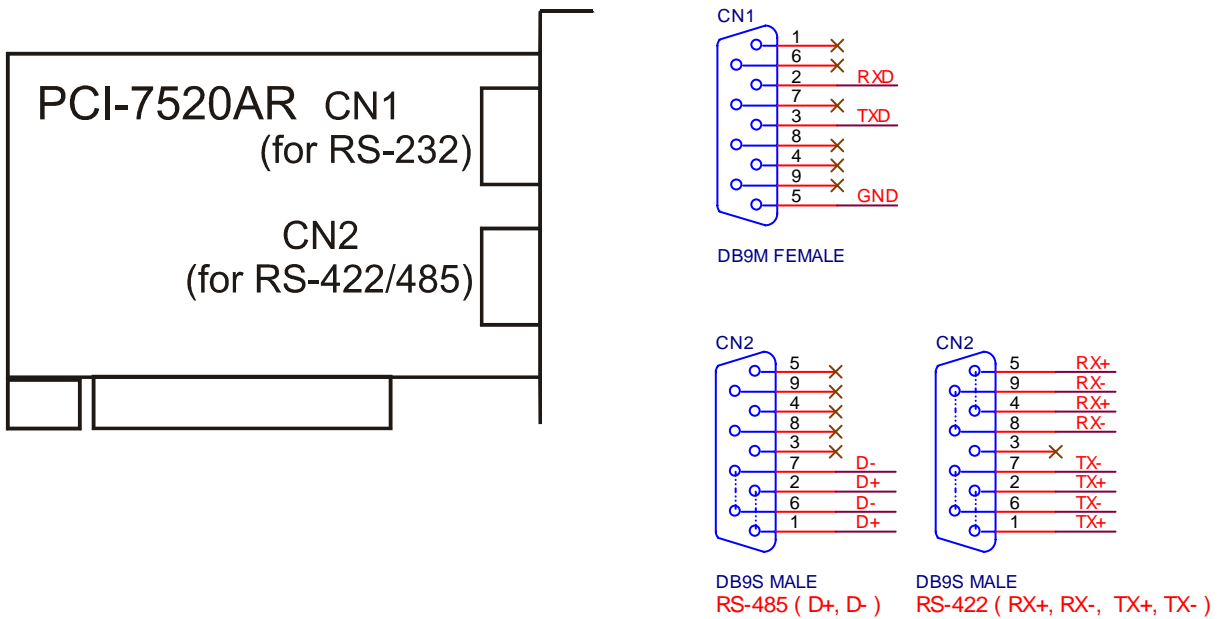 PCI-7520AR CN1
(for RS-232)
CN2
(for RS-422/485)
CN1
1
6
2 RXD
7
3 TXD
8
4
9
5 GND
DB9M FEMALE
CN2
5
9
4
8
3
7 D-
2 D+
6 D-
1 D+
DB9S MALE
RS-485 ( D+, D- )
CN2
5 RX+
9 RX-
4 RX+
8 RX-
3
7 TX-
2 TX+
6 TX-
1 TX+
DB9S MALE
RS-422 ( RX+, RX-, TX+, TX- )